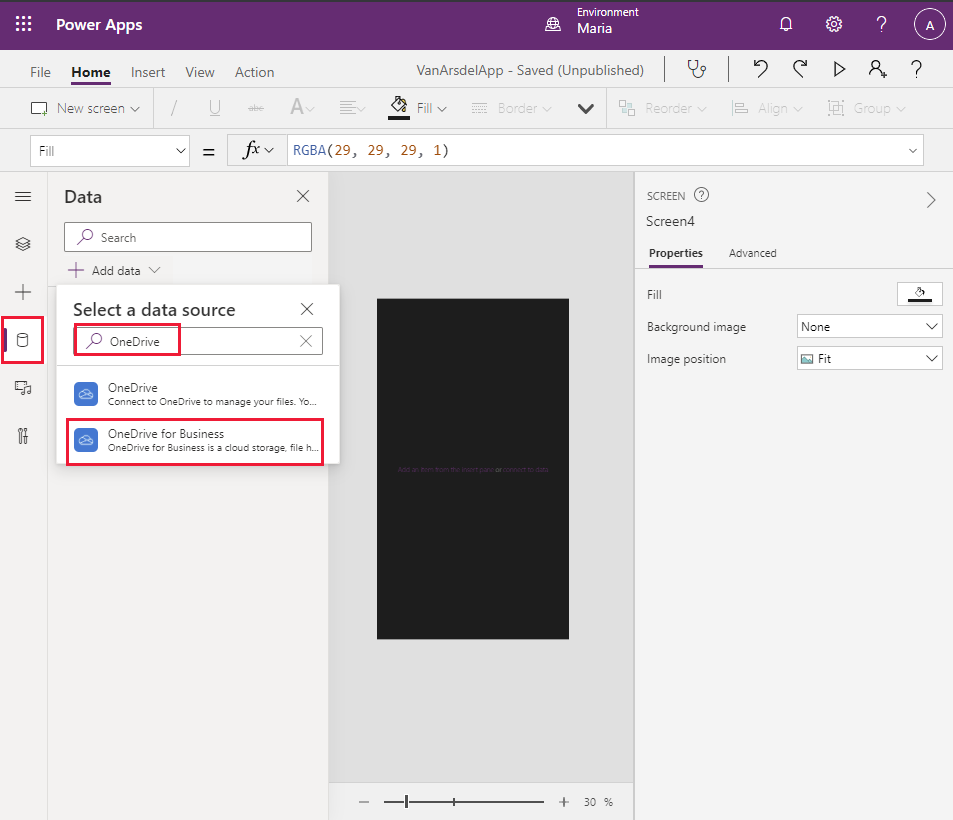 Power Apps
Environment
Maria
A
File Home Insert View Action
VanArsdelApp - Saved (Unpublished)
New screen
abc
A
Fill
Border
Reorder
Align
Group
Fill
=
fx
RGBA(29, 29, 29, 1)
Data
Search
Add data
Select a data source
OneDrive
OneDrive
Connect to OneDrive to manage your files. Yo...
OneDrive for Business
OneDrive for Business is a cloud storage, file h...
Add an item from the insert pane or connect to data
SCREEN
Screen4
Properties Advanced
Fill
Background image
None
Image position
Fit
30 %